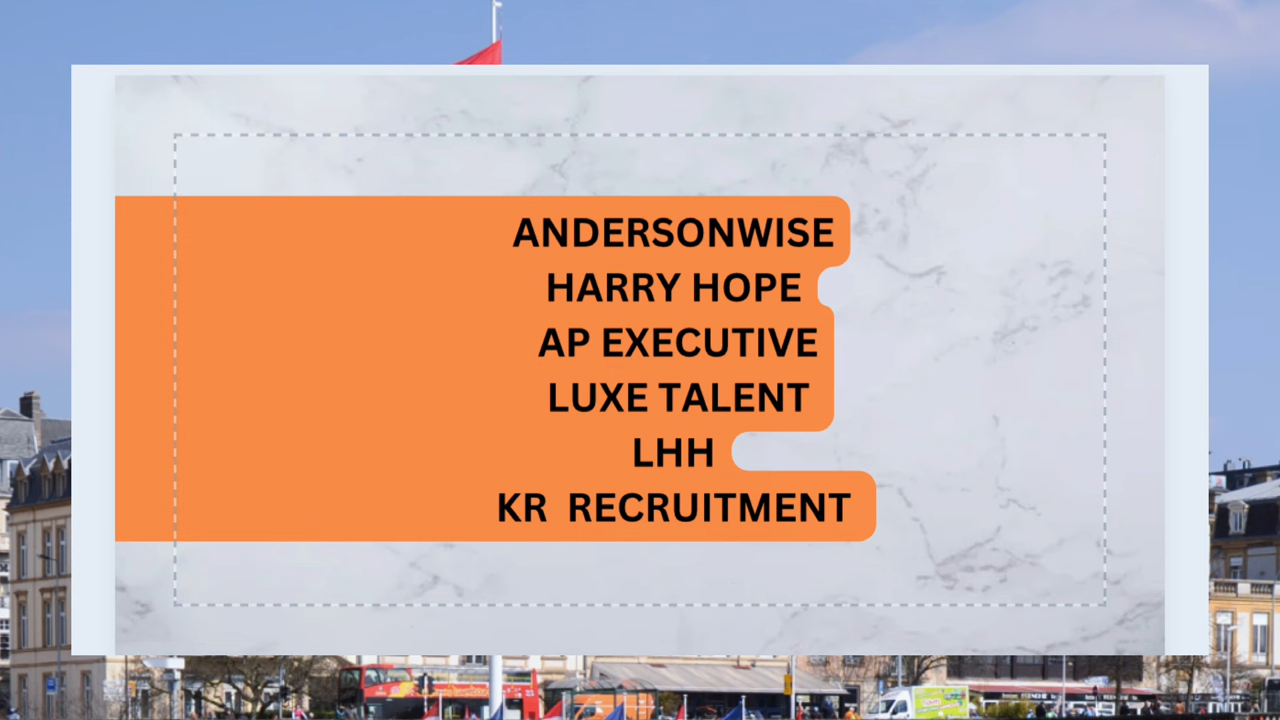 ANDERSONWISE
HARRY HOPE
AP EXECUTIVE
LUXE TALENT
LHH
KR RECRUITMENT